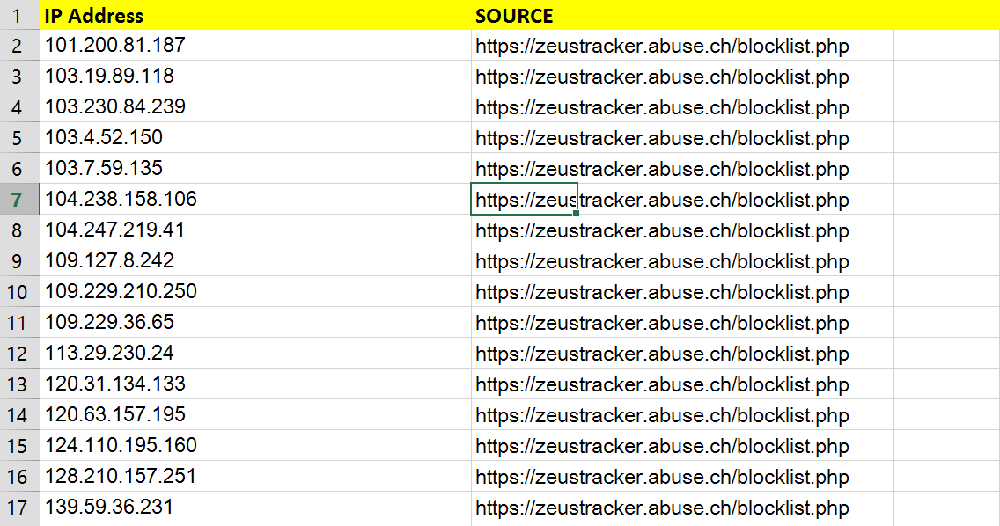 1 IP Address SOURCE
2 101.200.81.187 https://zeustracker.abuse.ch/blocklist.php
3 103.19.89.118 https://zeustracker.abuse.ch/blocklist.php
4 103.230.84.239 https://zeustracker.abuse.ch/blocklist.php
5 103.4.52.150 https://zeustracker.abuse.ch/blocklist.php
6 103.7.59.135 https://zeustracker.abuse.ch/blocklist.php
7 104.238.158.106 https://zeustracker.abuse.ch/blocklist.php
8 104.247.219.41 https://zeustracker.abuse.ch/blocklist.php
9 109.127.8.242 https://zeustracker.abuse.ch/blocklist.php
10 109.229.210.250 https://zeustracker.abuse.ch/blocklist.php
11 109.229.36.65 https://zeustracker.abuse.ch/blocklist.php
12 113.29.230.24 https://zeustracker.abuse.ch/blocklist.php
13 120.31.134.133 https://zeustracker.abuse.ch/blocklist.php
14 120.63.157.195 https://zeustracker.abuse.ch/blocklist.php
15 124.110.195.160 https://zeustracker.abuse.ch/blocklist.php
16 128.210.157.251 https://zeustracker.abuse.ch/blocklist.php
17 139.59.36.231 https://zeustracker.abuse.ch/blocklist.php